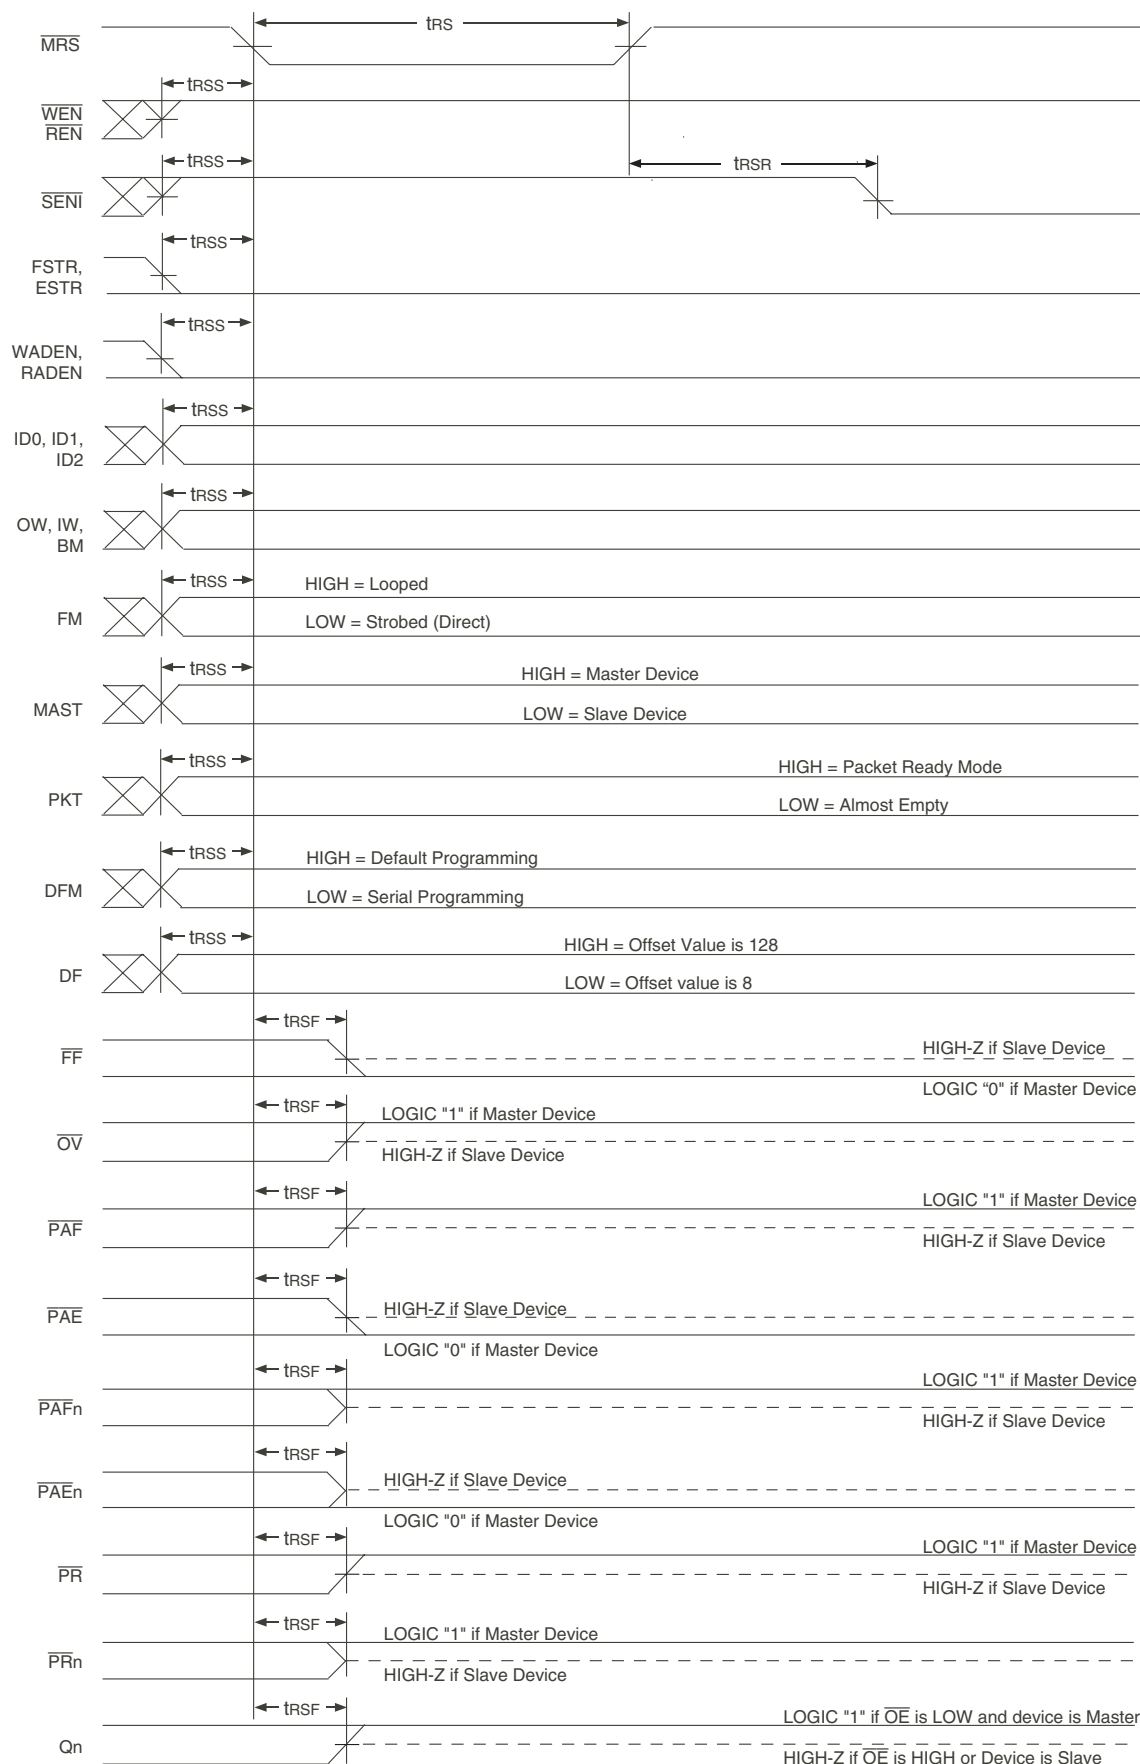 MRS
tRS
WEN
REN
tRSS
SENI
tRSS
tRSR
FSTR,
ESTR
tRSS
WADEN,
RADEN
tRSS
ID0, ID1,
ID2
tRSS
OW, IW,
BM
tRSS
FM
tRSS
HIGH = Looped
LOW = Strobed (Direct)
MAST
tRSS
HIGH = Master Device
LOW = Slave Device
PKT
tRSS
HIGH = Packet Ready Mode
LOW = Almost Empty
DFM
tRSS
HIGH = Default Programming
LOW = Serial Programming
DF
tRSS
HIGH = Offset Value is 128
LOW = Offset value is 8
FF
tRSF
HIGH-Z if Slave Device
LOGIC “0" if Master Device
OV
tRSF
LOGIC "1" if Master Device
HIGH-Z if Slave Device
PAF
tRSF
LOGIC "1" if Master Device
HIGH-Z if Slave Device
PAE
tRSF
HIGH-Z if Slave Device
LOGIC "0" if Master Device
PAFn
tRSF
LOGIC "1" if Master Device
HIGH-Z if Slave Device
PAEn
tRSF
HIGH-Z if Slave Device
LOGIC "0" if Master Device
PR
tRSF
LOGIC "1" if Master Device
HIGH-Z if Slave Device
PRn
tRSF
LOGIC "1" if Master Device
HIGH-Z if Slave Device
Qn
tRSF
LOGIC "1" if OE is LOW and device is Master
HIGH-Z if OE is HIGH or Device is Slave